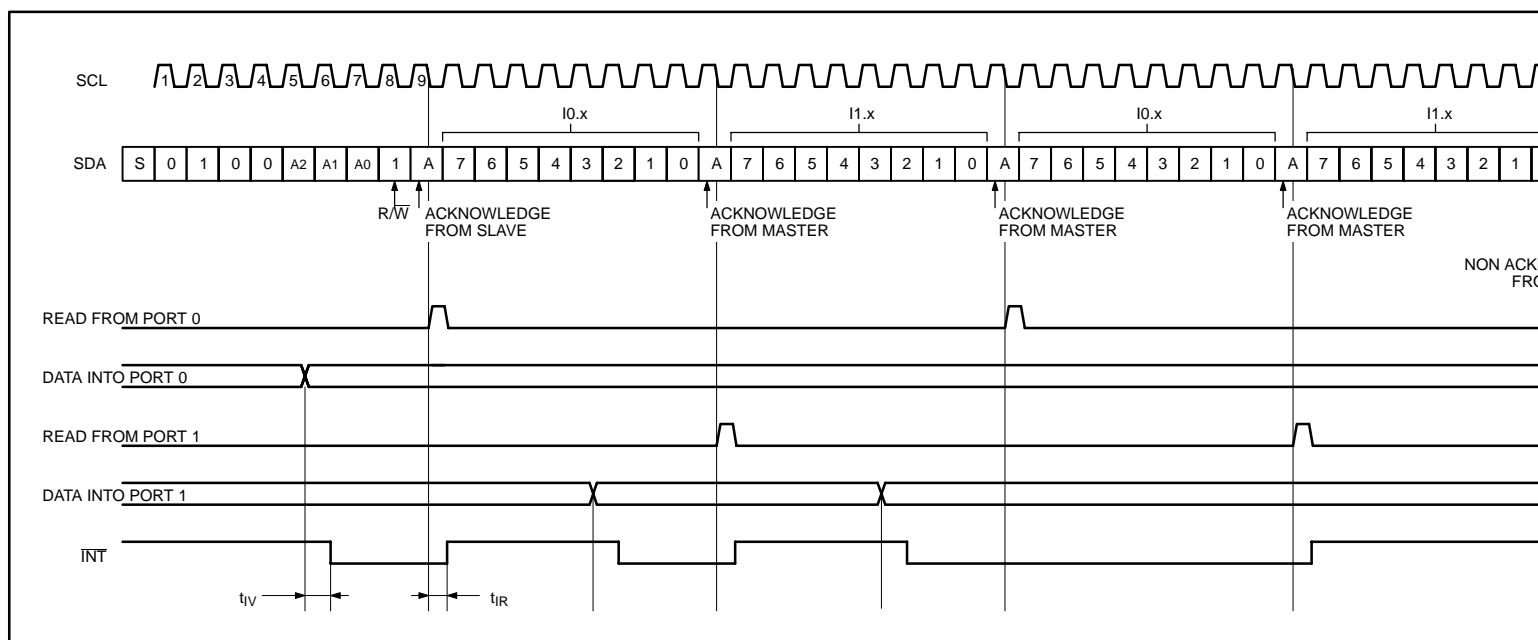 SCL 1 2 3 4 5 6 7 8 9
I0.x I1.x I0.x I1.x
SDA S 0 1 0 0 A2 A1 A0 1 A 7 6 5 4 3 2 1 0 A 7 6 5 4 3 2 1 0 A 7 6 5 4 3 2 1 0 A 7 6 5 4 3 2 1
R/W̅ ACKNOWLEDGE FROM SLAVE
ACKNOWLEDGE FROM MASTER
ACKNOWLEDGE FROM MASTER
ACKNOWLEDGE FROM MASTER
NON ACK
READ FROM PORT 0
DATA INTO PORT 0
READ FROM PORT 1
DATA INTO PORT 1
I̅N̅T̅
tIV tIR